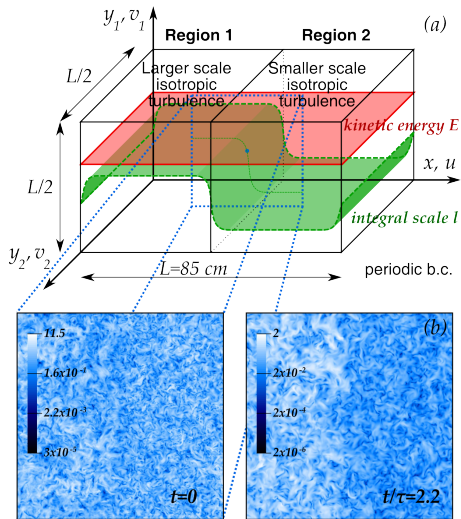 y₁, v₁
(a)
Region 1
Region 2
L/2
Larger scale
isotropic
turbulence
Smaller scale
isotropic
turbulence
kinetic energy E
L/2
x, u
integral scale l
y₂, v₂
L=85 cm
periodic b.c.
11.5
1.6x10⁻¹
2.2x10⁻³
3x10⁻⁵
t=0
(b)
2
2x10⁻²
2x10⁻⁴
2x10⁻⁶
t/τ=2.2